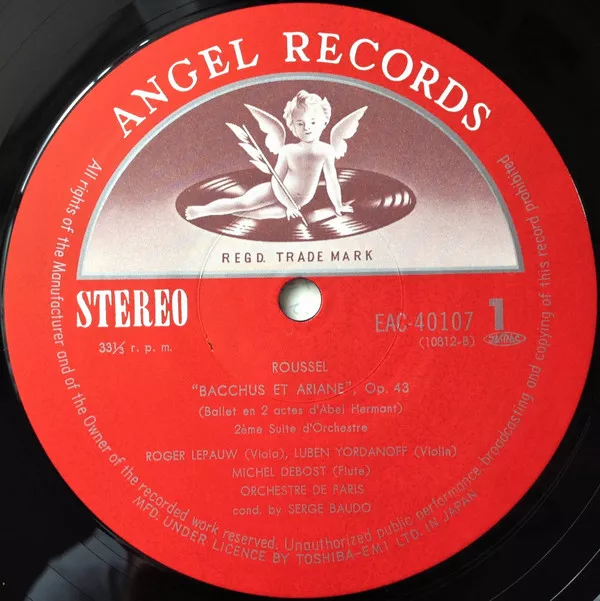 ANGEL RECORDS
REGD. TRADE MARK
STEREO
33⅓ r. p. m.
EAC-40107 1
(10812-B)
ROUSSEL
“BACCHUS ET ARIANE”, Op. 43
(Ballet en 2 actes d'Abel Hermant)
2ème Suite d'Orchestre
ROGER LEPAUW (Viola), LUBEN YORDANOFF (Violin)
MICHEL DEBOST (Flute)
ORCHESTRE DE PARIS
cond. by SERGE BAUDO
All rights of the Manufacturer and of the Owner of the recorded work reserved. Unauthorized public performance, broadcasting and copying of this record prohibited
MFD. UNDER LICENCE BY TOSHIBA-EMI LTD. IN JAPAN